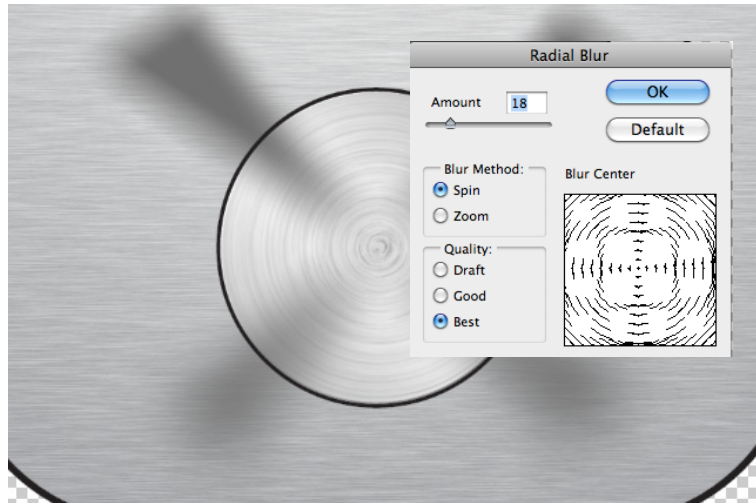 Radial Blur
Amount 18
OK
Default
Blur Method:
Spin
Zoom
Blur Center
Quality:
Draft
Good
Best